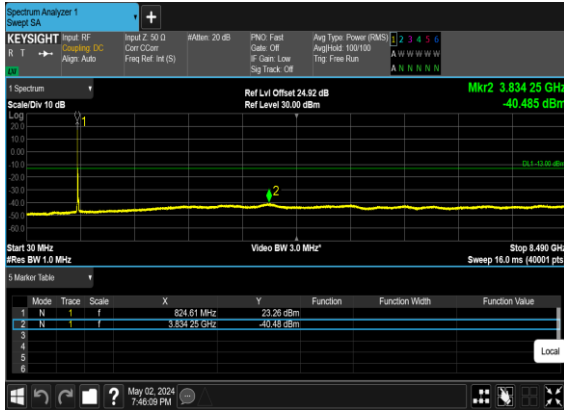 Spectrum Analyzer 1
Swept SA
+
KEYSIGHT Input: RF Input Z: 50 Ω #Atten: 20 dB PNO: Fast Avg Type: Power (RMS) 1 2 3 4 5 6
R T Coupling: DC Corr CCorr Gate: Off Avg|Hold: 100/100 A W W W W W
Align: Auto Freq Ref: Int (S) IF Gain: Low Trig: Free Run
Sig Track: Off A N N N N N
1 Spectrum Ref Lvl Offset 24.92 dB Mkr2 3.834 25 GHz
Scale/Div 10 dB Ref Level 30.00 dBm -40.485 dBm
Log
1
20.0
10.0
0.00
-10.0 DL1 -13.00 dBm
-20.0
-30.0 2
-40.0
-50.0
-60.0
Start 30 MHz Video BW 3.0 MHz* Stop 8.490 GHz
#Res BW 1.0 MHz Sweep 16.0 ms (40001 pts)
5 Marker Table
Mode Trace Scale X Y Function Function Width Function Value
1 N 1 f 824.61 MHz 23.26 dBm
2 N 1 f 3.834 25 GHz -40.48 dBm
3
4
5
6
Local
? May 02, 2024
7:46:09 PM